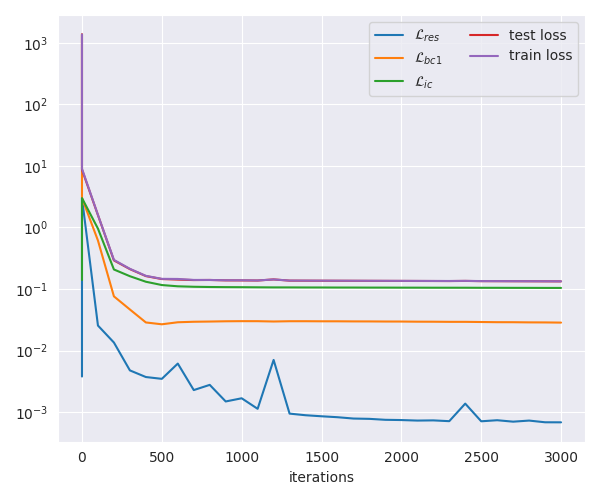 10³
10²
10¹
10⁰
10⁻¹
10⁻²
10⁻³
ℒ_res
ℒ_bc1
ℒ_ic
test loss
train loss
0 500 1000 1500 2000 2500 3000
iterations